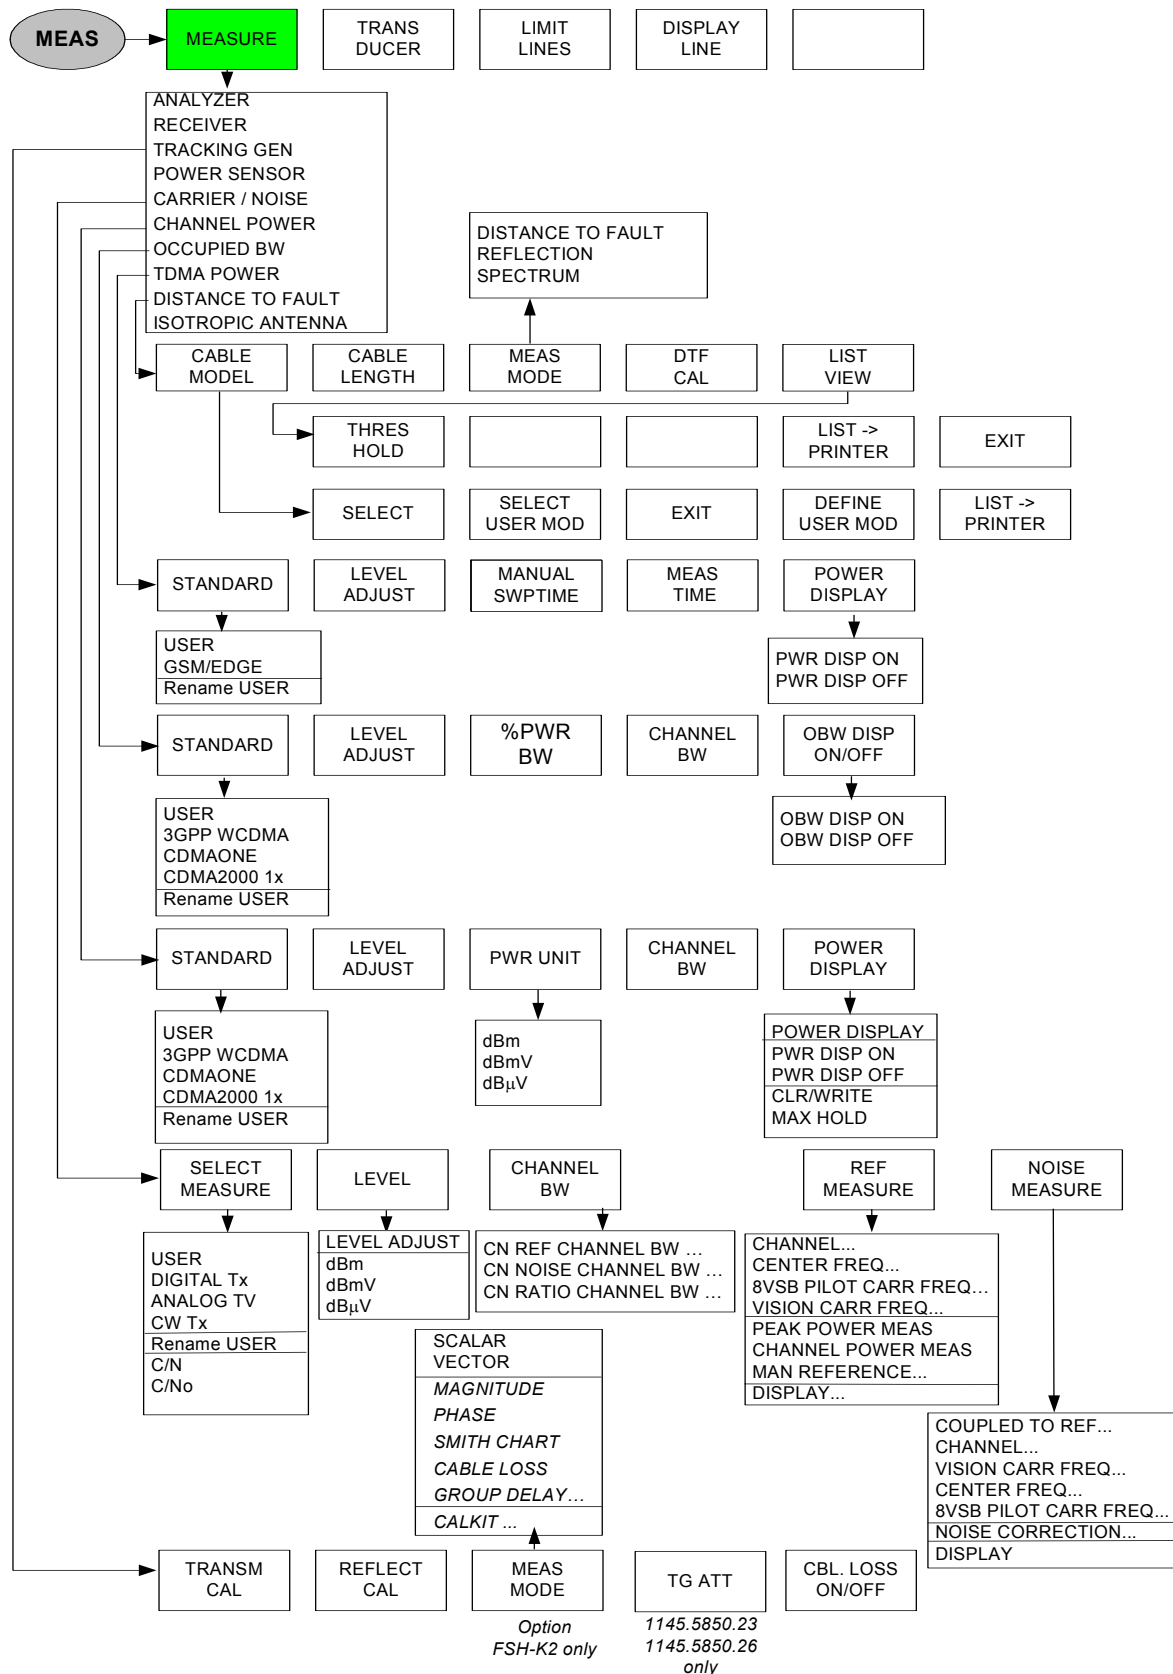 MEAS
MEASURE
TRANS
DUCER
LIMIT
LINES
DISPLAY
LINE
ANALYZER
RECEIVER
TRACKING GEN
POWER SENSOR
CARRIER / NOISE
CHANNEL POWER
OCCUPIED BW
TDMA POWER
DISTANCE TO FAULT
ISOTROPIC ANTENNA
DISTANCE TO FAULT
REFLECTION
SPECTRUM
CABLE
MODEL
CABLE
LENGTH
MEAS
MODE
DTF
CAL
LIST
VIEW
THRES
HOLD
LIST ->
PRINTER
EXIT
SELECT
SELECT
USER MOD
EXIT
DEFINE
USER MOD
LIST ->
PRINTER
STANDARD
LEVEL
ADJUST
MANUAL
SWPTIME
MEAS
TIME
POWER
DISPLAY
USER
GSM/EDGE
Rename USER
PWR DISP ON
PWR DISP OFF
STANDARD
LEVEL
ADJUST
%PWR
BW
CHANNEL
BW
OBW DISP
ON/OFF
USER
3GPP WCDMA
CDMAONE
CDMA2000 1x
Rename USER
OBW DISP ON
OBW DISP OFF
STANDARD
LEVEL
ADJUST
PWR UNIT
CHANNEL
BW
POWER
DISPLAY
USER
3GPP WCDMA
CDMAONE
CDMA2000 1x
Rename USER
dBm
dBmV
dBµV
POWER DISPLAY
PWR DISP ON
PWR DISP OFF
CLR/WRITE
MAX HOLD
SELECT
MEASURE
LEVEL
CHANNEL
BW
REF
MEASURE
NOISE
MEASURE
USER
DIGITAL Tx
ANALOG TV
CW Tx
Rename USER
C/N
C/No
LEVEL ADJUST
dBm
dBmV
dBµV
CN REF CHANNEL BW ...
CN NOISE CHANNEL BW ...
CN RATIO CHANNEL BW ...
CHANNEL...
CENTER FREQ...
8VSB PILOT CARR FREQ...
VISION CARR FREQ...
PEAK POWER MEAS
CHANNEL POWER MEAS
MAN REFERENCE...
DISPLAY...
SCALAR
VECTOR
MAGNITUDE
PHASE
SMITH CHART
CABLE LOSS
GROUP DELAY...
CALKIT ...
COUPLED TO REF...
CHANNEL...
VISION CARR FREQ...
CENTER FREQ...
8VSB PILOT CARR FREQ...
NOISE CORRECTION...
DISPLAY
TRANSM
CAL
REFLECT
CAL
MEAS
MODE
TG ATT
CBL. LOSS
ON/OFF
Option
FSH-K2 only
1145.5850.23
1145.5850.26
only